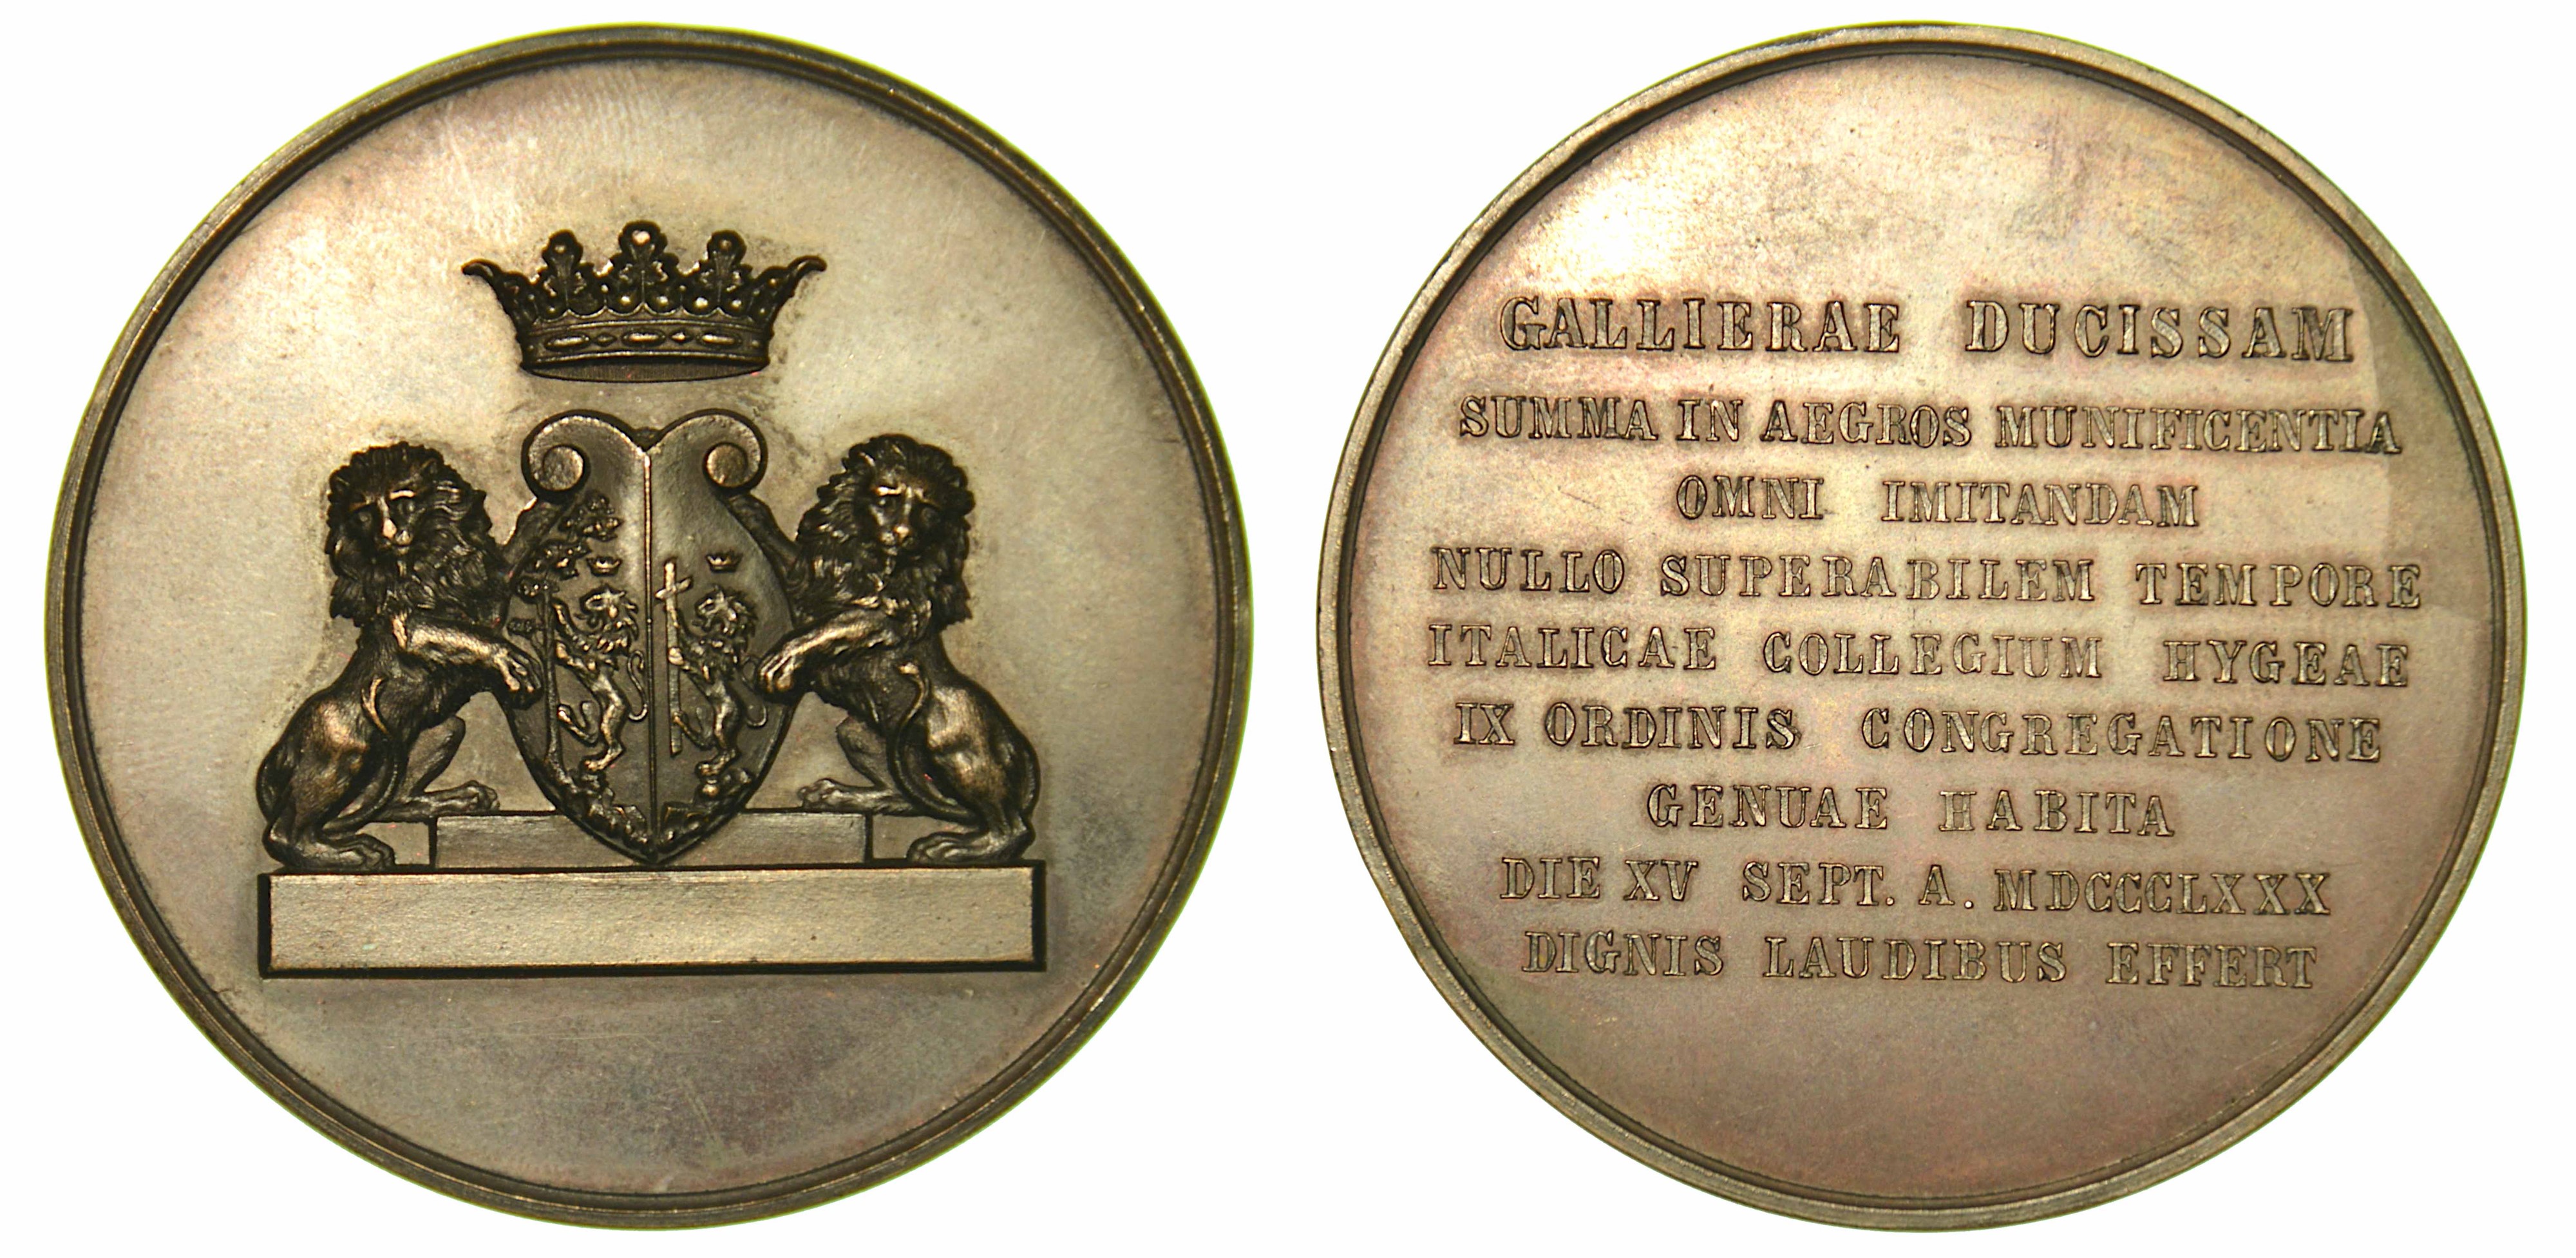 GALLIERAE DUCISSAM
SUMMA IN AEGROS MUNIFICENTIA
OMNI IMITANDAM
NULLO SUPERABILEM TEMPORE
ITALICAE COLLEGIUM HYGEAE
IX ORDINIS CONGREGATIONE
GENUAE HABITA
DIE XV SEPT. A. MDCCCLXXX
DIGNIS LAUDIBUS EFFERT